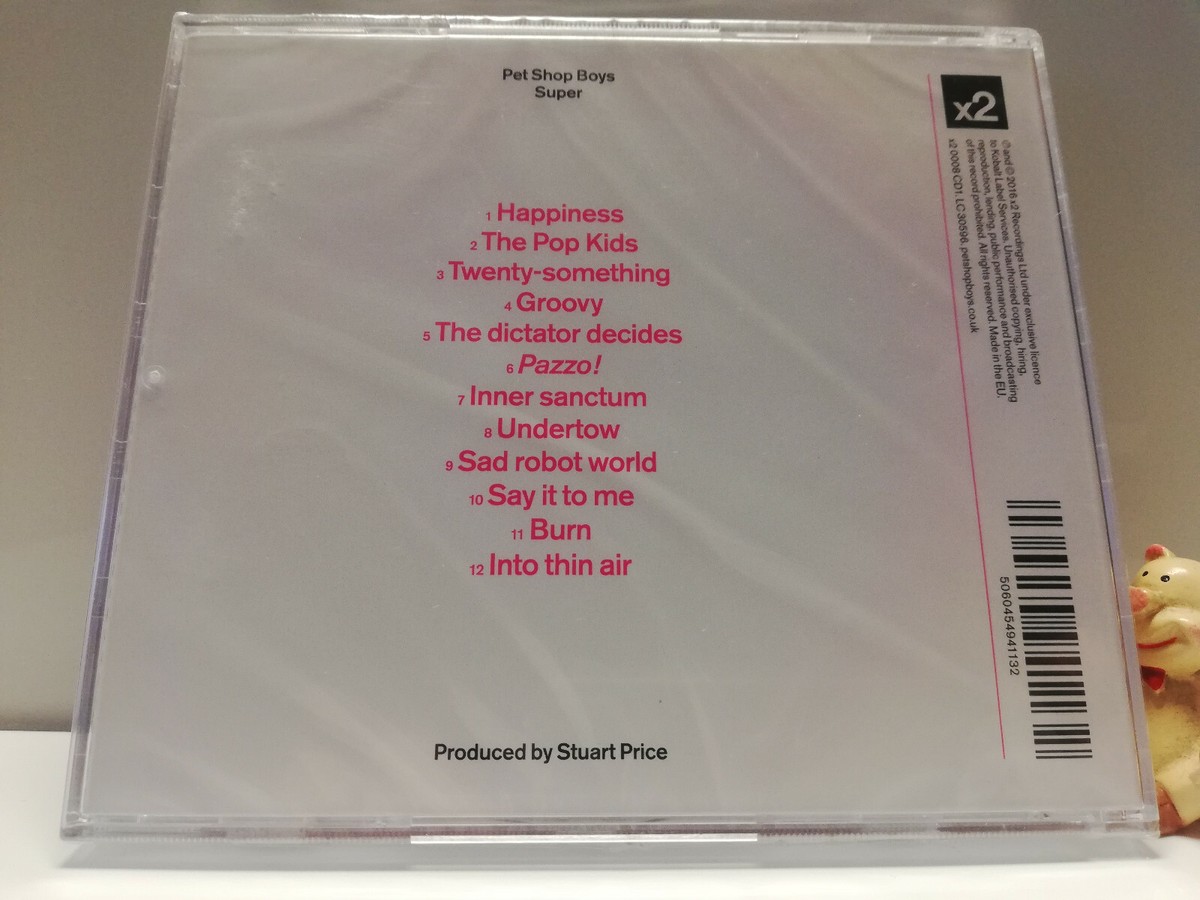 Pet Shop Boys
Super
1 Happiness
2 The Pop Kids
3 Twenty-something
4 Groovy
5 The dictator decides
6 Pazzo!
7 Inner sanctum
8 Undertow
9 Sad robot world
10 Say it to me
11 Burn
12 Into thin air
Produced by Stuart Price
x2
℗ and © 2016 x2 Recordings Ltd under exclusive licence
to Kobalt Label Services. Unauthorised copying, hiring,
reproduction, lending, public performance and broadcasting
of this record prohibited. All rights reserved. Made in the EU.
x2 0008 CD1. LC 30596. petshopboys.co.uk
5060454941132